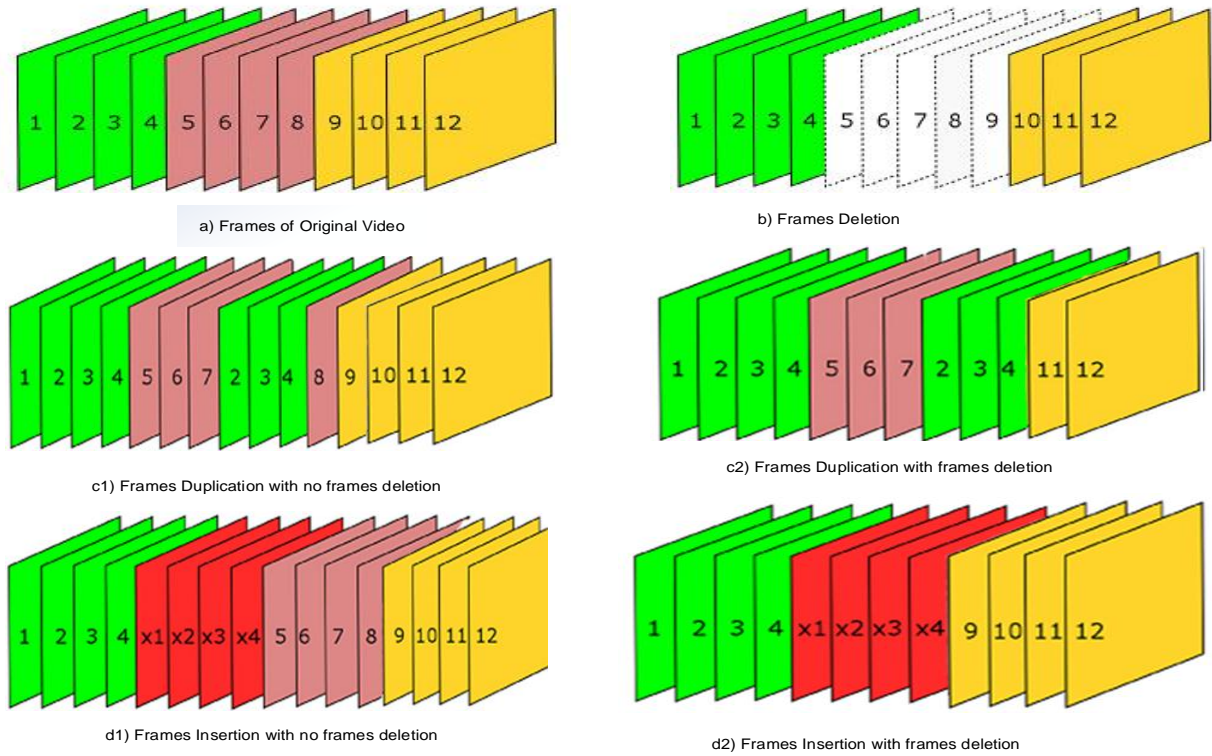 1 2 3 4 5 6 7 8 9 10 11 12
a) Frames of Original Video
1 2 3 4 5 6 7 8 9 10 11 12
b) Frames Deletion
1 2 3 4 5 6 7 2 3 4 8 9 10 11 12
c1) Frames Duplication with no frames deletion
1 2 3 4 5 6 7 2 3 4 11 12
c2) Frames Duplication with frames deletion
1 2 3 4 x1 x2 x3 x4 5 6 7 8 9 10 11 12
d1) Frames Insertion with no frames deletion
1 2 3 4 x1 x2 x3 x4 9 10 11 12
d2) Frames Insertion with frames deletion